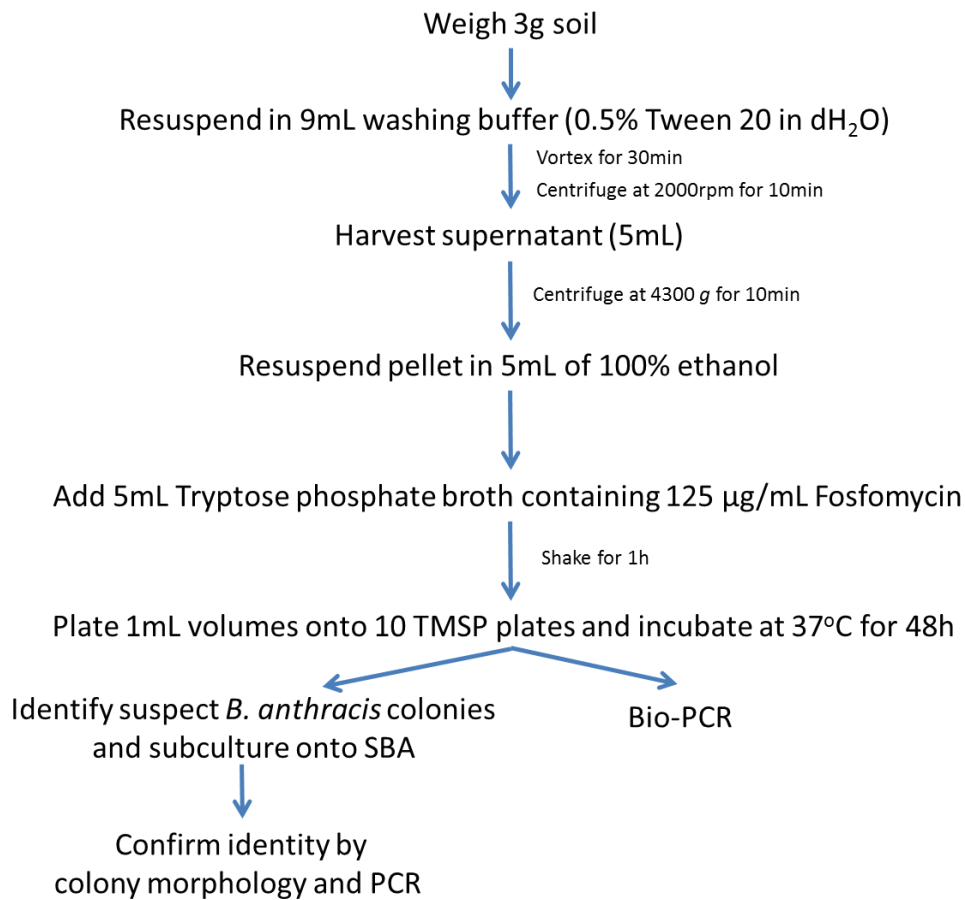 Weigh 3g soil
Resuspend in 9mL washing buffer (0.5% Tween 20 in dH₂O)
Vortex for 30min
Centrifuge at 2000rpm for 10min
Harvest supernatant (5mL)
Centrifuge at 4300 g for 10min
Resuspend pellet in 5mL of 100% ethanol
Add 5mL Tryptose phosphate broth containing 125 µg/mL Fosfomycin
Shake for 1h
Plate 1mL volumes onto 10 TMSP plates and incubate at 37°C for 48h
Identify suspect B. anthracis colonies
and subculture onto SBA
Bio-PCR
Confirm identity by
colony morphology and PCR